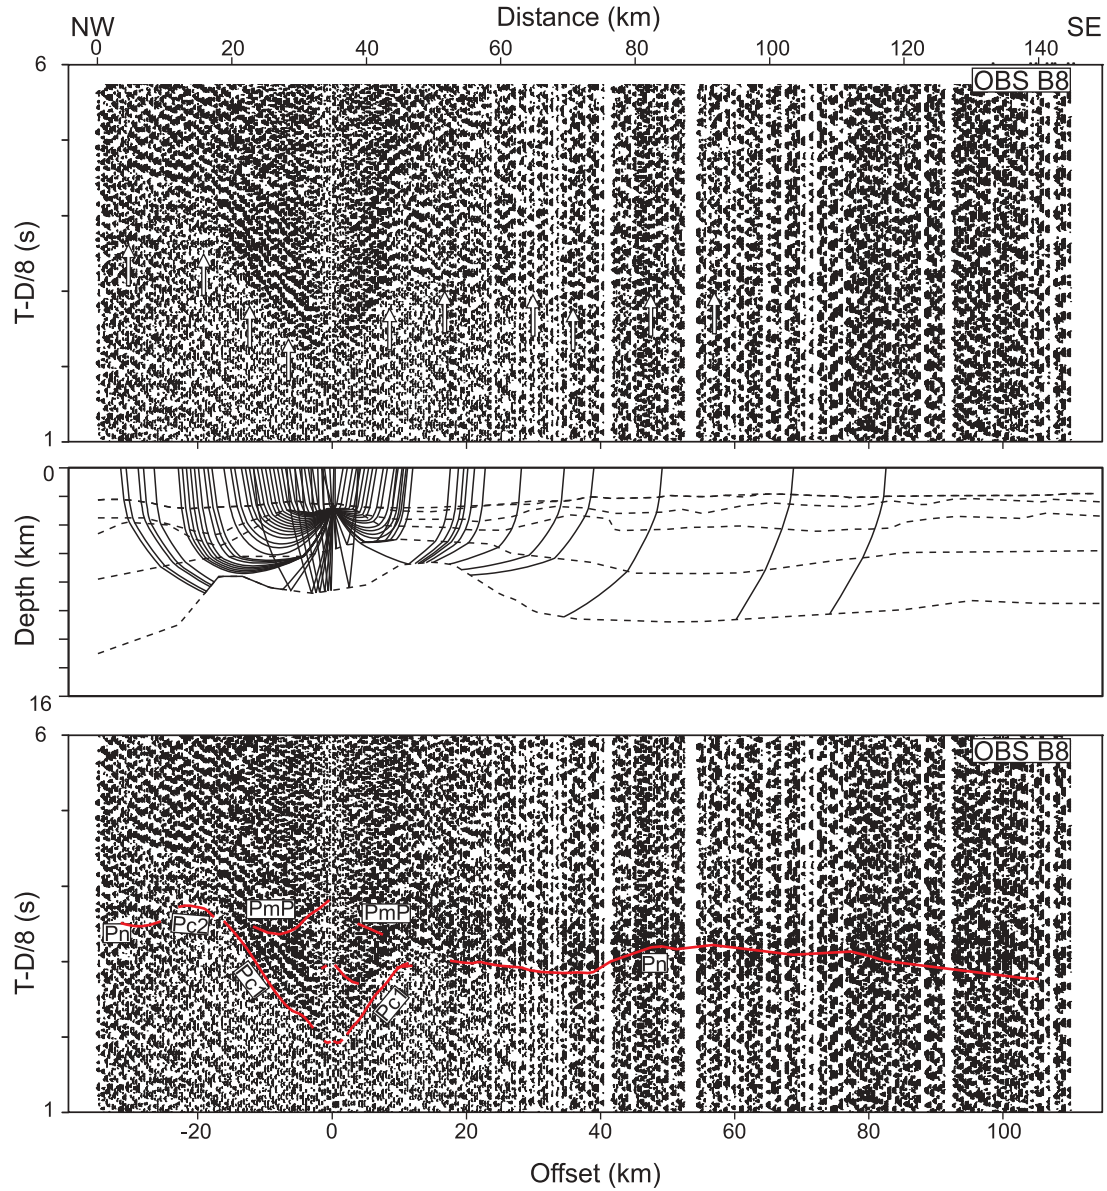 Distance (km)
NW SE
0 20 40 60 80 100 120 140
6
OBS B8
T-D/8 (s)
1
0
Depth (km)
16
6
OBS B8
T-D/8 (s)
PmP PmP
Pn Pc2
Pn
Pc1 Pc1
1
-20 0 20 40 60 80 100
Offset (km)